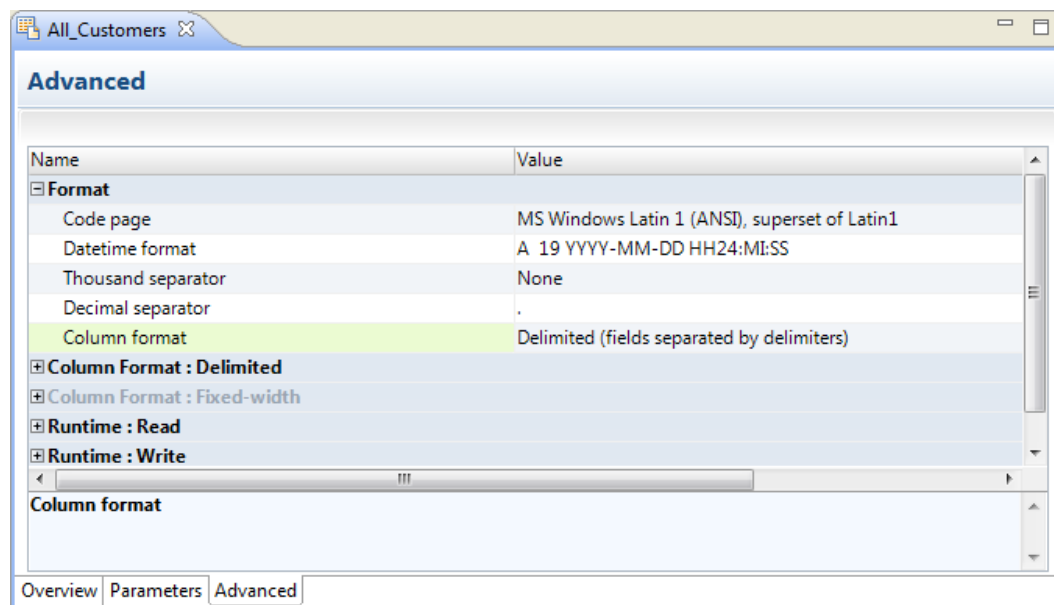 All_Customers
Advanced
Name Value
Format
Code page MS Windows Latin 1 (ANSI), superset of Latin1
Datetime format A  19 YYYY-MM-DD HH24:MI:SS
Thousand separator None
Decimal separator .
Column format Delimited (fields separated by delimiters)
Column Format : Delimited
Column Format : Fixed-width
Runtime : Read
Runtime : Write
Column format
Overview Parameters Advanced